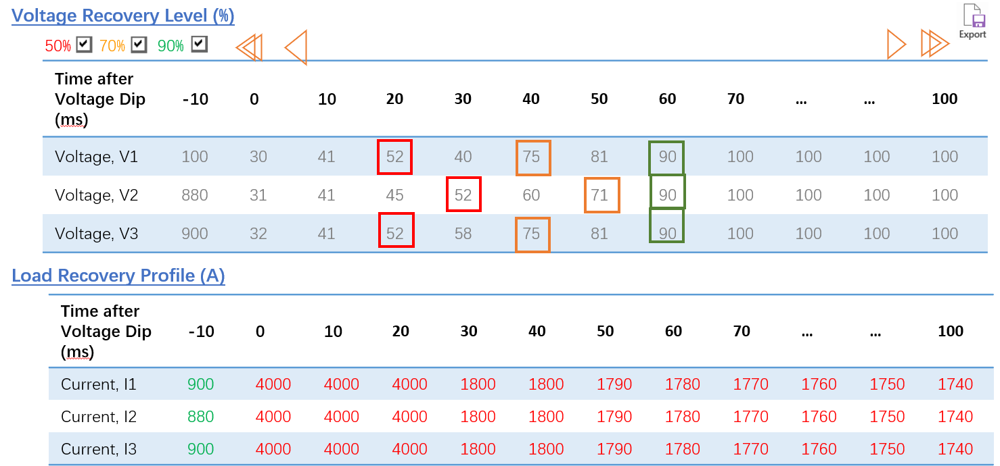 Voltage Recovery Level (%)
Export
50% 70% 90%
Time after
Voltage Dip
(ms)
-10 0 10 20 30 40 50 60 70 ... ... 100
Voltage, V1 100 30 41 52 40 75 81 90 100 100 100 100
Voltage, V2 880 31 41 45 52 60 71 90 100 100 100 100
Voltage, V3 900 32 41 52 58 75 81 90 100 100 100 100
Load Recovery Profile (A)
Time after
Voltage Dip
(ms)
-10 0 10 20 30 40 50 60 70 ... ... 100
Current, I1 900 4000 4000 4000 1800 1800 1790 1780 1770 1760 1750 1740
Current, I2 880 4000 4000 4000 1800 1800 1790 1780 1770 1760 1750 1740
Current, I3 900 4000 4000 4000 1800 1800 1790 1780 1770 1760 1750 1740